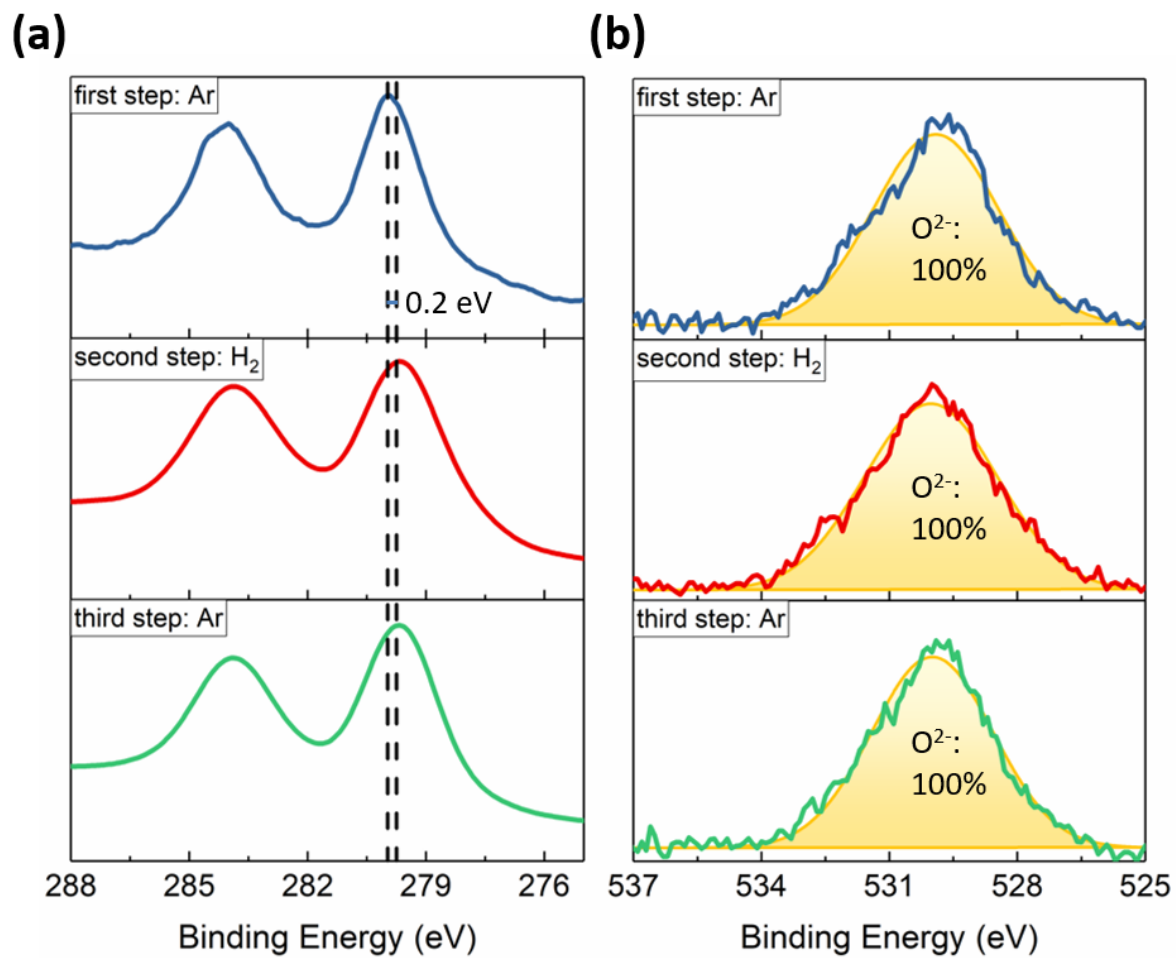 (a)
(b)
first step: Ar
first step: Ar
O²⁻:
100%
0.2 eV
second step: H₂
second step: H₂
O²⁻:
100%
third step: Ar
third step: Ar
O²⁻:
100%
288 285 282 279 276
537 534 531 528 525
Binding Energy (eV)
Binding Energy (eV)